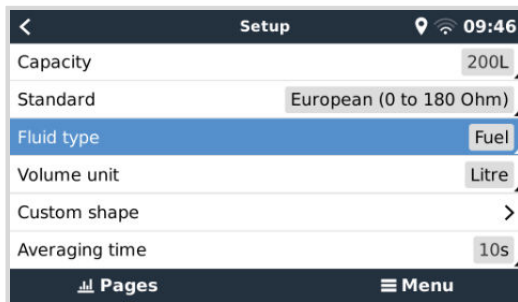 Setup 09:46
Capacity 200L
Standard European (0 to 180 Ohm)
Fluid type Fuel
Volume unit Litre
Custom shape
Averaging time 10s
Pages Menu